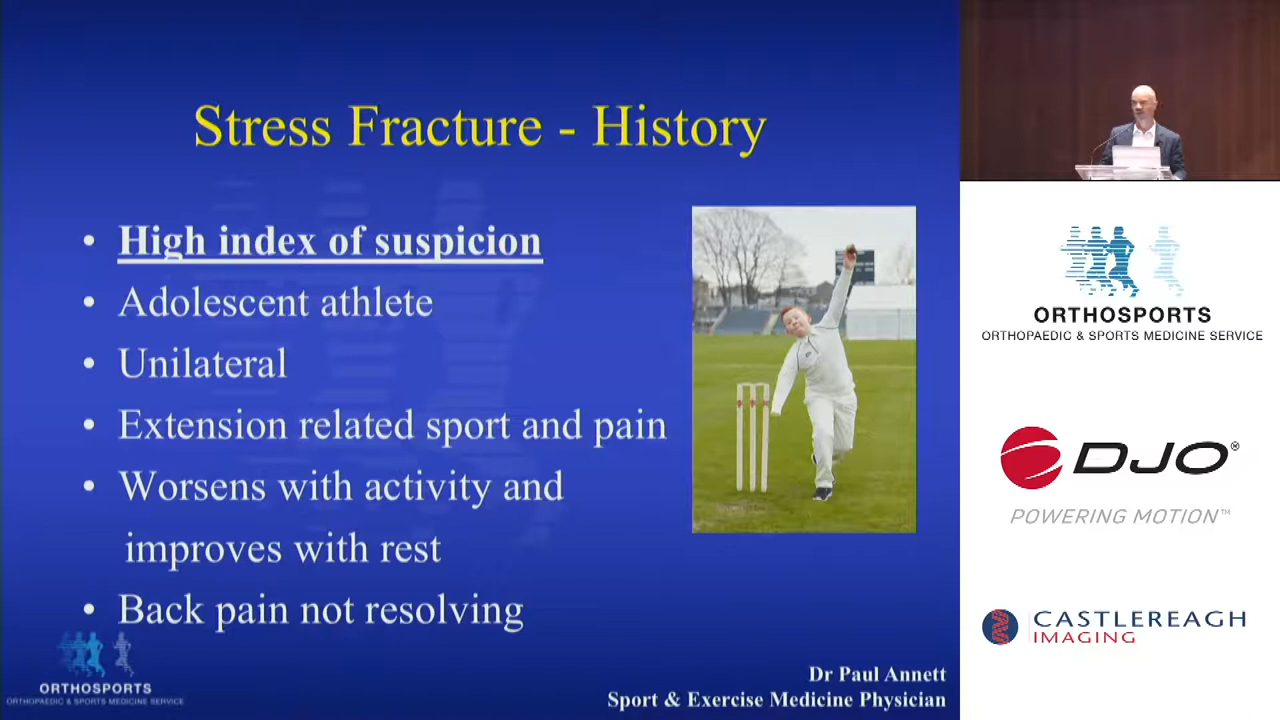 Stress Fracture - History
• High index of suspicion
• Adolescent athlete
• Unilateral
• Extension related sport and pain
• Worsens with activity and
improves with rest
• Back pain not resolving
ORTHOSPORTS
ORTHOPAEDIC & SPORTS MEDICINE SERVICE
Dr Paul Annett
Sport & Exercise Medicine Physician
ORTHOSPORTS
ORTHOPAEDIC & SPORTS MEDICINE SERVICE
DJO®
POWERING MOTION™
CASTLEREAGH
IMAGING